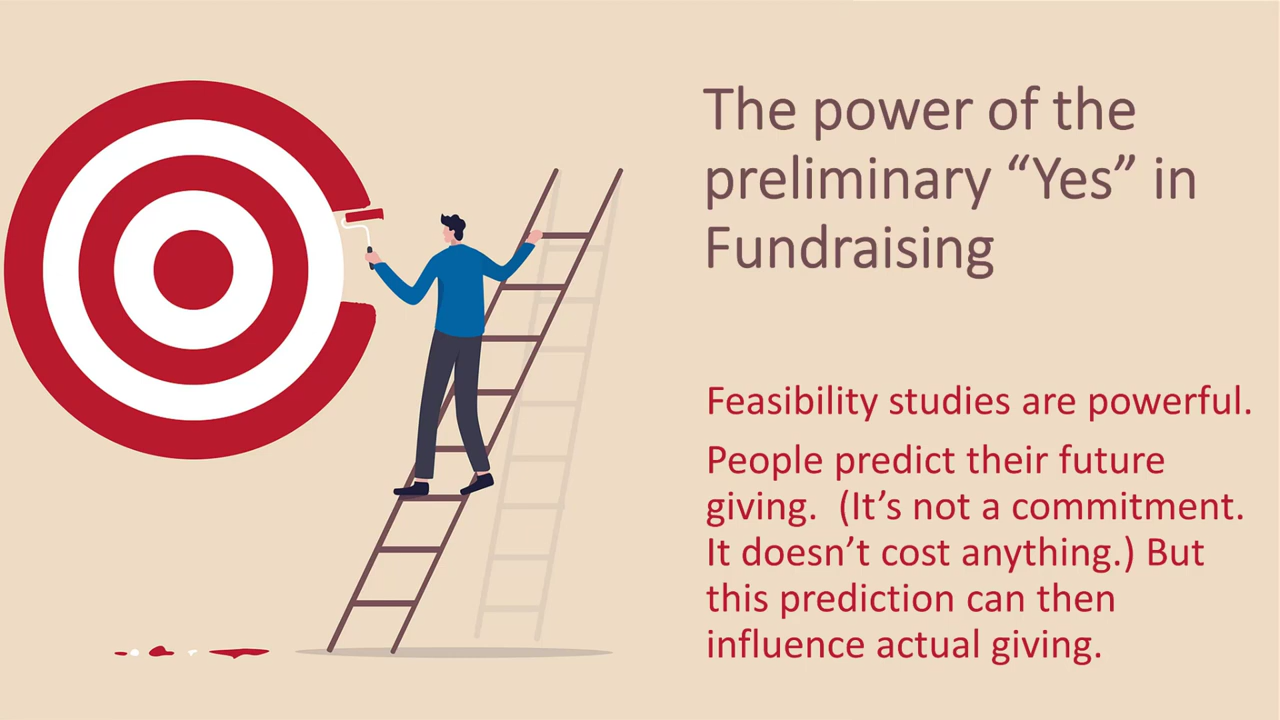 The power of the
preliminary “Yes” in
Fundraising
Feasibility studies are powerful.
People predict their future
giving.  (It’s not a commitment.
It doesn’t cost anything.) But
this prediction can then
influence actual giving.